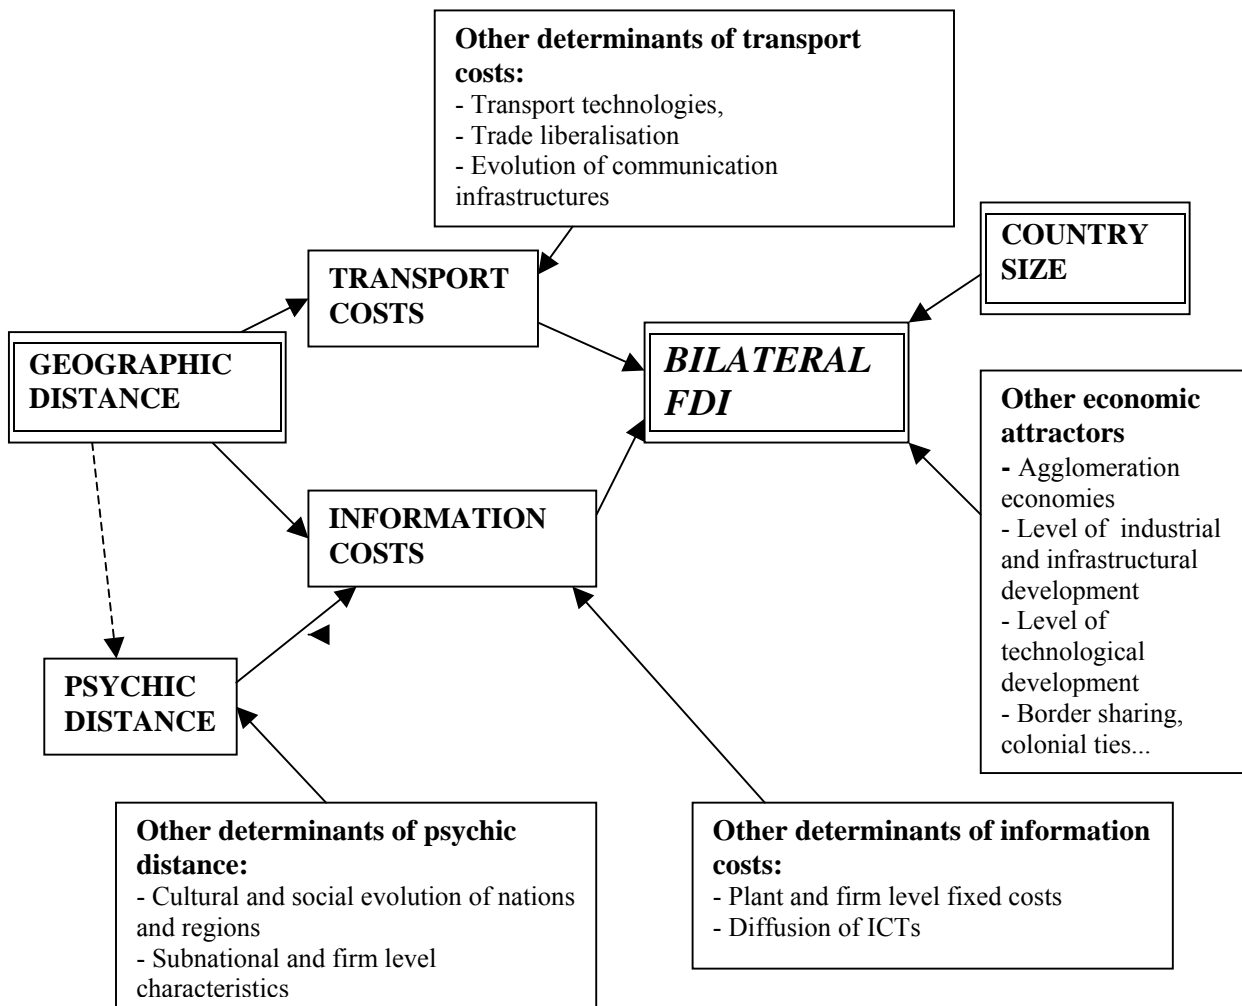 Other determinants of transport
costs:
- Transport technologies,
- Trade liberalisation
- Evolution of communication
infrastructures
COUNTRY
SIZE
TRANSPORT
COSTS
GEOGRAPHIC
DISTANCE
BILATERAL
FDI
Other economic
attractors
- Agglomeration
economies
- Level of industrial
and infrastructural
development
- Level of
technological
development
- Border sharing,
colonial ties...
INFORMATION
COSTS
PSYCHIC
DISTANCE
Other determinants of psychic
distance:
- Cultural and social evolution of nations
and regions
- Subnational and firm level
characteristics
Other determinants of information
costs:
- Plant and firm level fixed costs
- Diffusion of ICTs